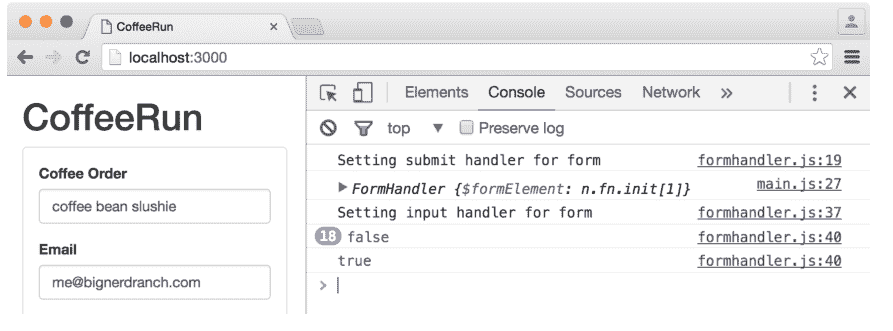 CoffeeRun
localhost:3000
CoffeeRun
Coffee Order
coffee bean slushie
Email
me@bignerdranch.com
Elements Console Sources Network »
top Preserve log
Setting submit handler for form formhandler.js:19
FormHandler {$formElement: n.fn.init[1]} main.js:27
Setting input handler for form formhandler.js:37
18 false formhandler.js:40
true formhandler.js:40
>